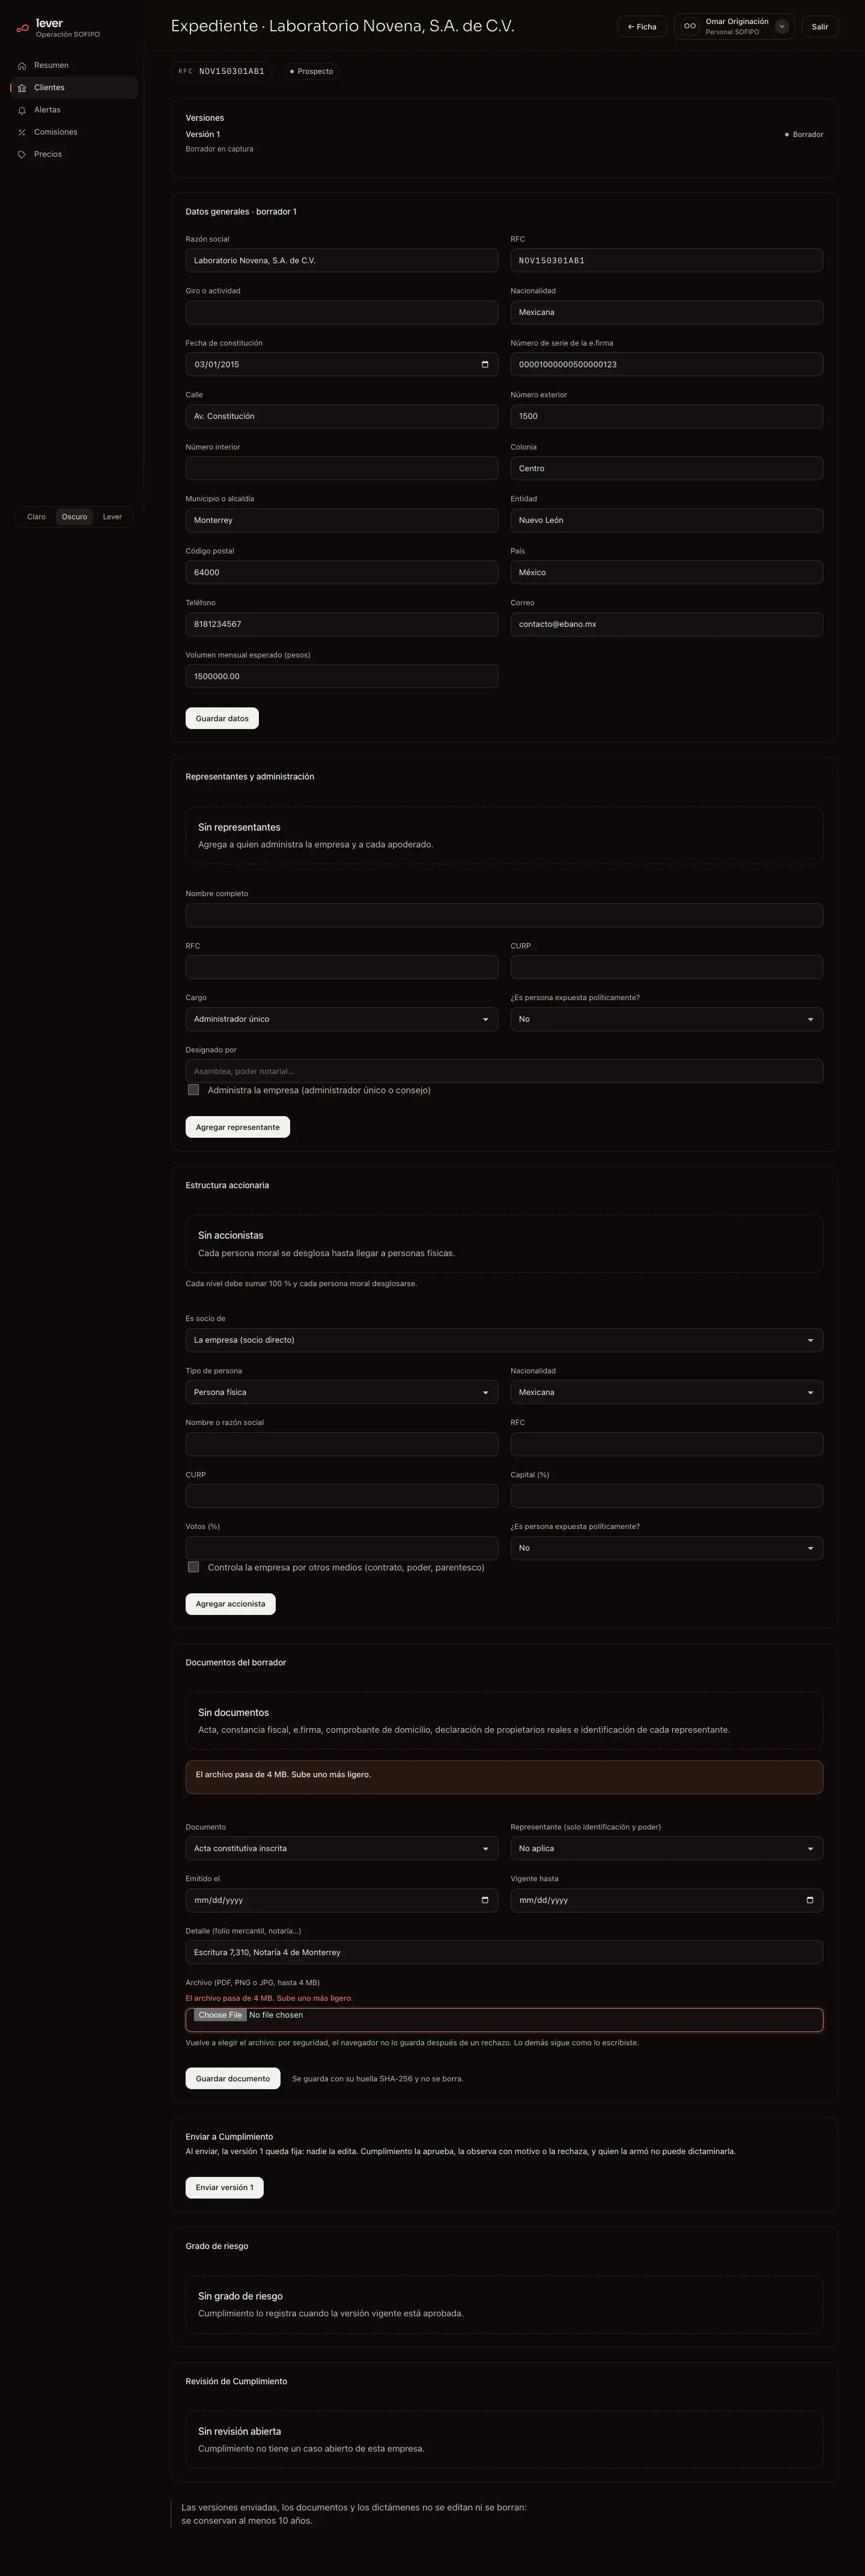 lever
Operación SOFIPO
Resumen
Clientes
Alertas
Comisiones
Precios
Claro
Oscuro
Lever
Expediente · Laboratorio Novena, S.A. de C.V.
← Ficha
OO
Omar Originación
Personal SOFIPO
Salir
RFC NOV150301AB1
Prospecto
Versiones
Versión 1
Borrador
Borrador en captura
Datos generales · borrador 1
Razón social
RFC
Laboratorio Novena, S.A. de C.V.
NOV150301AB1
Giro o actividad
Nacionalidad
Mexicana
Fecha de constitución
Número de serie de la e.firma
03/01/2015
00001000000500000123
Calle
Número exterior
Av. Constitución
1500
Número interior
Colonia
Centro
Municipio o alcaldía
Entidad
Monterrey
Nuevo León
Código postal
País
64000
México
Teléfono
Correo
8181234567
contacto@ebano.mx
Volumen mensual esperado (pesos)
1500000.00
Guardar datos
Representantes y administración
Sin representantes
Agrega a quien administra la empresa y a cada apoderado.
Nombre completo
RFC
CURP
Cargo
¿Es persona expuesta políticamente?
Administrador único
No
Designado por
Asamblea, poder notarial...
Administra la empresa (administrador único o consejo)
Agregar representante
Estructura accionaria
Sin accionistas
Cada persona moral se desglosa hasta llegar a personas físicas.
Cada nivel debe sumar 100 % y cada persona moral desglosarse.
Es socio de
La empresa (socio directo)
Tipo de persona
Nacionalidad
Persona física
Mexicana
Nombre o razón social
RFC
CURP
Capital (%)
Votos (%)
¿Es persona expuesta políticamente?
No
Controla la empresa por otros medios (contrato, poder, parentesco)
Agregar accionista
Documentos del borrador
Sin documentos
Acta, constancia fiscal, e.firma, comprobante de domicilio, declaración de propietarios reales e identificación de cada representante.
El archivo pasa de 4 MB. Sube uno más ligero.
Documento
Representante (solo identificación y poder)
Acta constitutiva inscrita
No aplica
Emitido el
Vigente hasta
mm/dd/yyyy
mm/dd/yyyy
Detalle (folio mercantil, notaría...)
Escritura 7,310, Notaría 4 de Monterrey
Archivo (PDF, PNG o JPG, hasta 4 MB)
El archivo pasa de 4 MB. Sube uno más ligero.
Choose File No file chosen
Vuelve a elegir el archivo: por seguridad, el navegador no lo guarda después de un rechazo. Lo demás sigue como lo escribiste.
Guardar documento
Se guarda con su huella SHA-256 y no se borra.
Enviar a Cumplimiento
Al enviar, la versión 1 queda fija: nadie la edita. Cumplimiento la aprueba, la observa con motivo o la rechaza, y quien la armó no puede dictaminarla.
Enviar versión 1
Grado de riesgo
Sin grado de riesgo
Cumplimiento lo registra cuando la versión vigente está aprobada.
Revisión de Cumplimiento
Sin revisión abierta
Cumplimiento no tiene un caso abierto de esta empresa.
Las versiones enviadas, los documentos y los dictámenes no se editan ni se borran:
se conservan al menos 10 años.